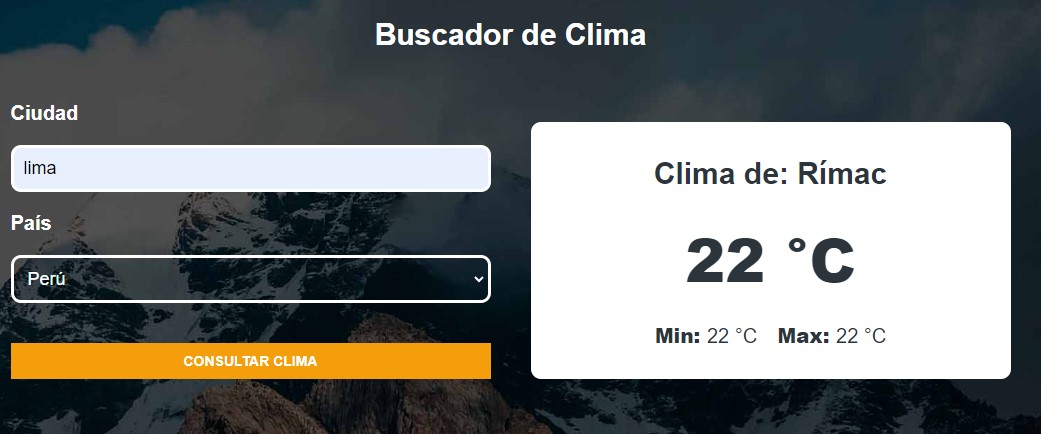 Buscador de Clima
Ciudad
lima
País
Perú
CONSULTAR CLIMA
Clima de: Rímac
22 °C
Min: 22 °C Max: 22 °C